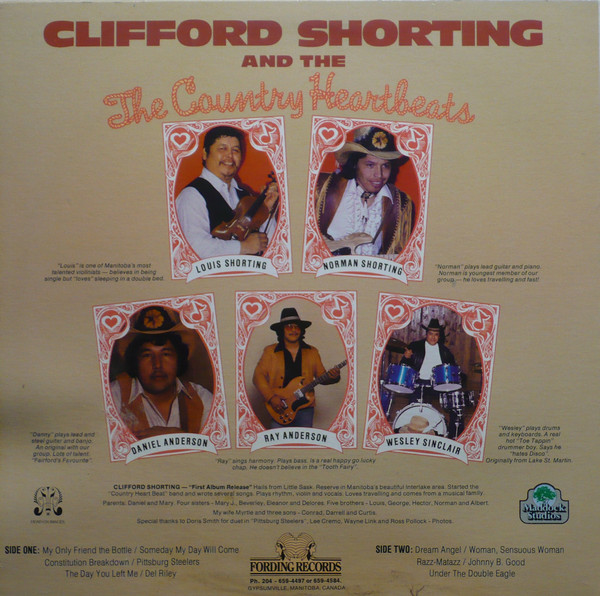 CLIFFORD SHORTING
AND THE
The Country Heartbeats
LOUIS SHORTING
NORMAN SHORTING
"Louis" is one of Manitoba's most
talented violinists — believes in being
single but "loves" sleeping in a double bed.
"Norman" plays lead guitar and piano.
Norman is youngest member of our
group — he loves travelling and fast!
DANIEL ANDERSON
RAY ANDERSON
WESLEY SINCLAIR
"Danny" plays lead and
steel guitar and banjo.
An original with our
group. Lots of talent.
"Fairford's Favourite"
"Ray" sings harmony. Plays bass. Is a real happy go lucky
chap. He doesn't believe in the "Tooth Fairy".
"Wesley" plays drums
and keyboards. A real
hot "Toe Tappin'"
drummer boy. Says he
"hates Disco".
Originally from Lake St. Martin.
CLIFFORD SHORTING — "First Album Release" Hails from Little Sask. Reserve in Manitoba's beautiful Interlake area. Started the
"Country Heart Beat" band and wrote several songs. Plays rhythm, violin and vocals. Loves travelling and comes from a musical family.
Parents: Daniel and Mary. Four sisters - Mary J., Beverley, Eleanor and Delores. Five brothers - Louis, George, Hector, Norman and Albert.
My wife Myrtle and three sons - Conrad, Darrell and Curtis.
Special thanks to Doris Smith for duet in "Pittsburg Steelers", Lee Cremo, Wayne Link and Ross Pollock - Photos.
Maddock
Studios
SIDE ONE: My Only Friend the Bottle / Someday My Day Will Come
Constitution Breakdown / Pittsburg Steelers
The Day You Left Me / Del Riley
FORDING RECORDS
Ph. 204 - 659-4497 or 659-4584.
GYPSUMVILLE, MANITOBA, CANADA
SIDE TWO: Dream Angel / Woman, Sensuous Woman
Razz-Matazz / Johnny B. Good
Under The Double Eagle